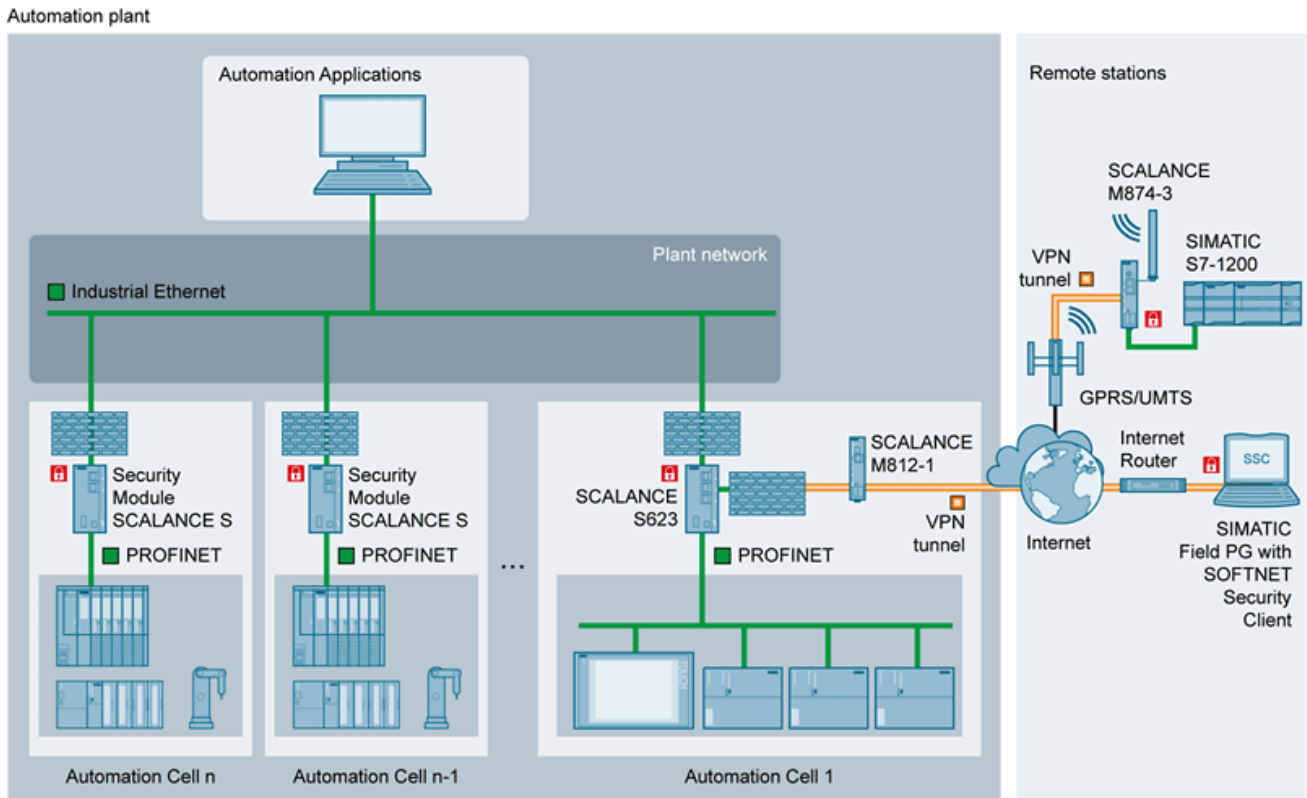 Automation plant
Automation Applications
Plant network
Industrial Ethernet
Security
Module
SCALANCE S
PROFINET
Automation Cell n
Security
Module
SCALANCE S
PROFINET
Automation Cell n-1
...
SCALANCE
S623
PROFINET
SCALANCE
M812-1
VPN
tunnel
Automation Cell 1
Remote stations
SCALANCE
M874-3
SIMATIC
S7-1200
VPN
tunnel
GPRS/UMTS
Internet
Internet
Router
SSC
SIMATIC
Field PG with
SOFTNET
Security
Client